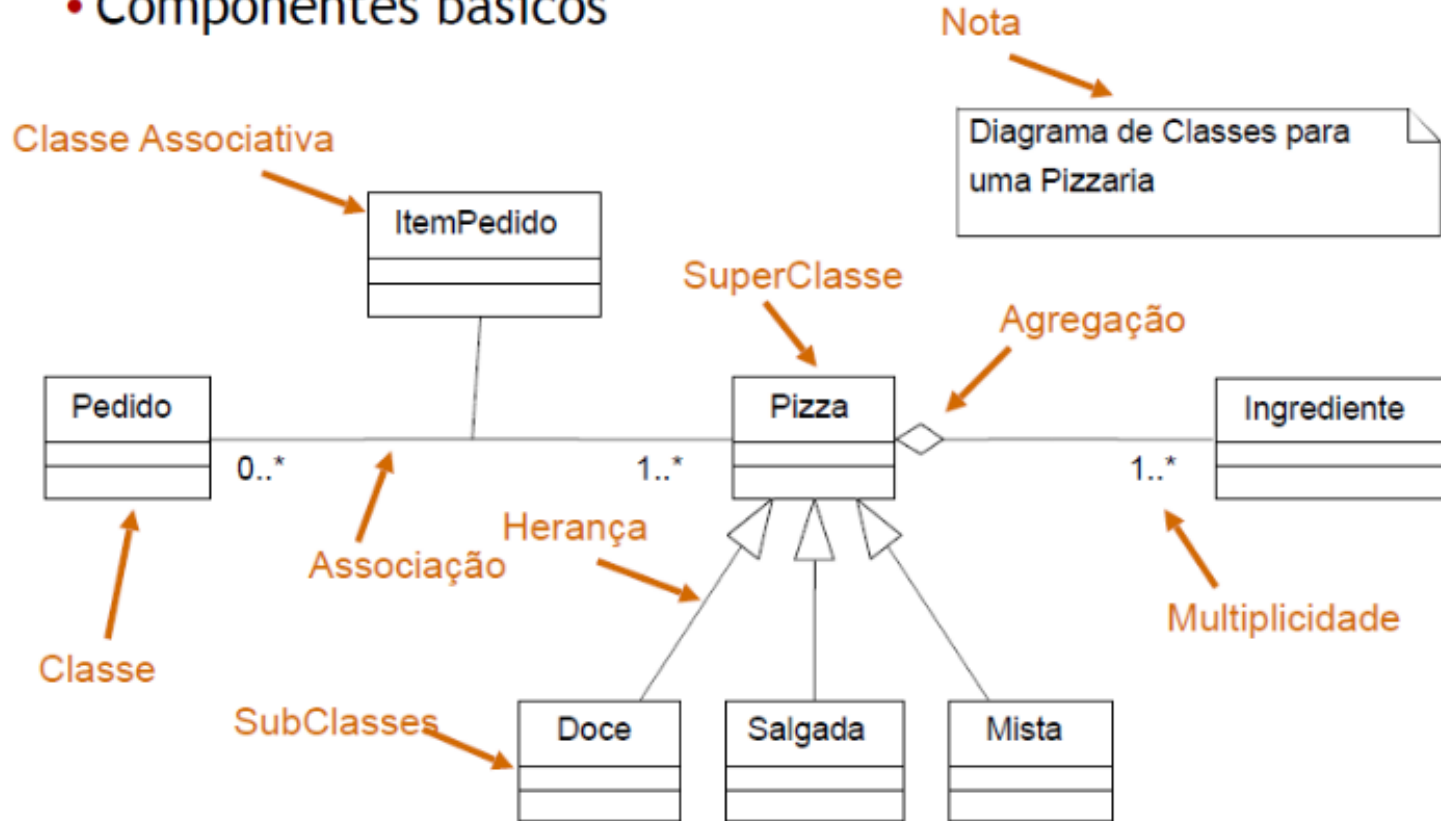 • Componentes básicos
Nota
Diagrama de Classes para
uma Pizzaria
Classe Associativa
ItemPedido
SuperClasse
Agregação
Pedido
Pizza
Ingrediente
0..*
1..*
1..*
Herança
Associação
Multiplicidade
Classe
SubClasses
Doce
Salgada
Mista